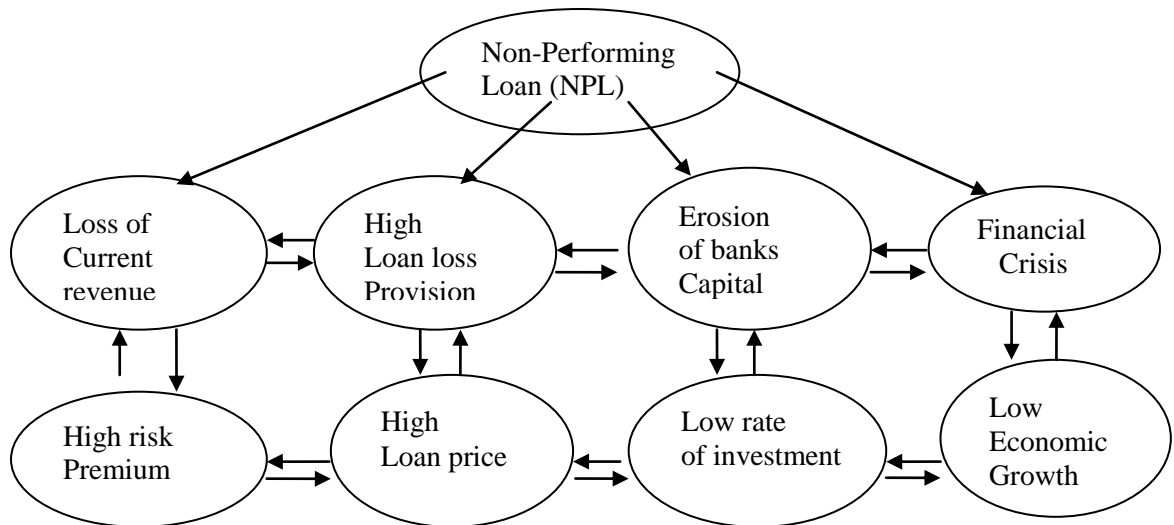 Non-Performing
Loan (NPL)
Loss of
Current
revenue
High
Loan loss
Provision
Erosion
of banks
Capital
Financial
Crisis
High risk
Premium
High
Loan price
Low rate
of investment
Low
Economic
Growth